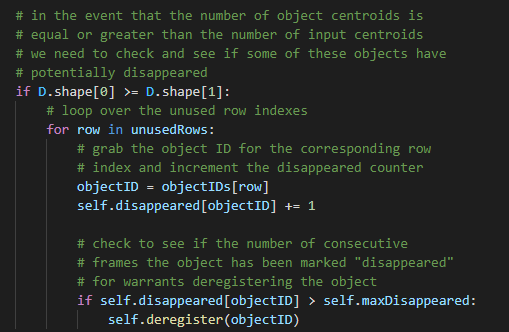 # in the event that the number of object centroids is
# equal or greater than the number of input centroids
# we need to check and see if some of these objects have
# potentially disappeared
if D.shape[0] >= D.shape[1]:
    # loop over the unused row indexes
    for row in unusedRows:
        # grab the object ID for the corresponding row
        # index and increment the disappeared counter
        objectID = objectIDs[row]
        self.disappeared[objectID] += 1

        # check to see if the number of consecutive
        # frames the object has been marked "disappeared"
        # for warrants deregistering the object
        if self.disappeared[objectID] > self.maxDisappeared:
            self.deregister(objectID)